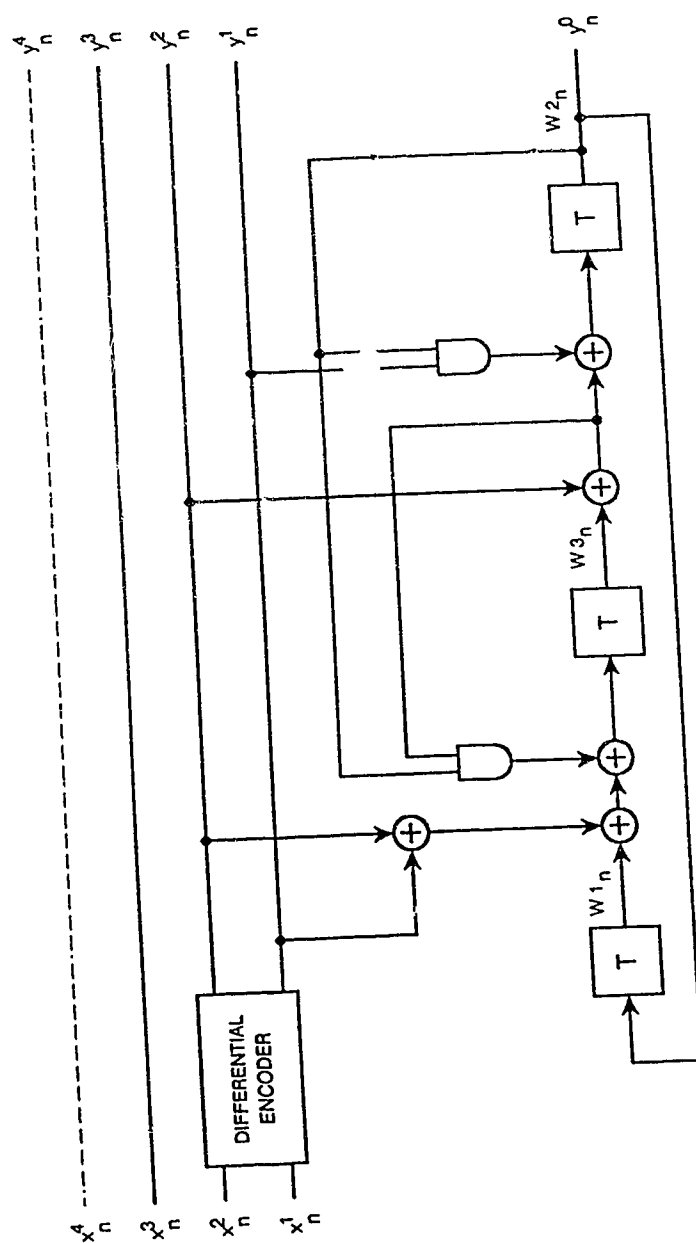 x⁴ₙ
y⁴ₙ
x³ₙ
y³ₙ
x²ₙ
y²ₙ
x¹ₙ
y¹ₙ
DIFFERENTIAL
ENCODER
T
W1ₙ
T
W3ₙ
T
W2ₙ
y⁰ₙ